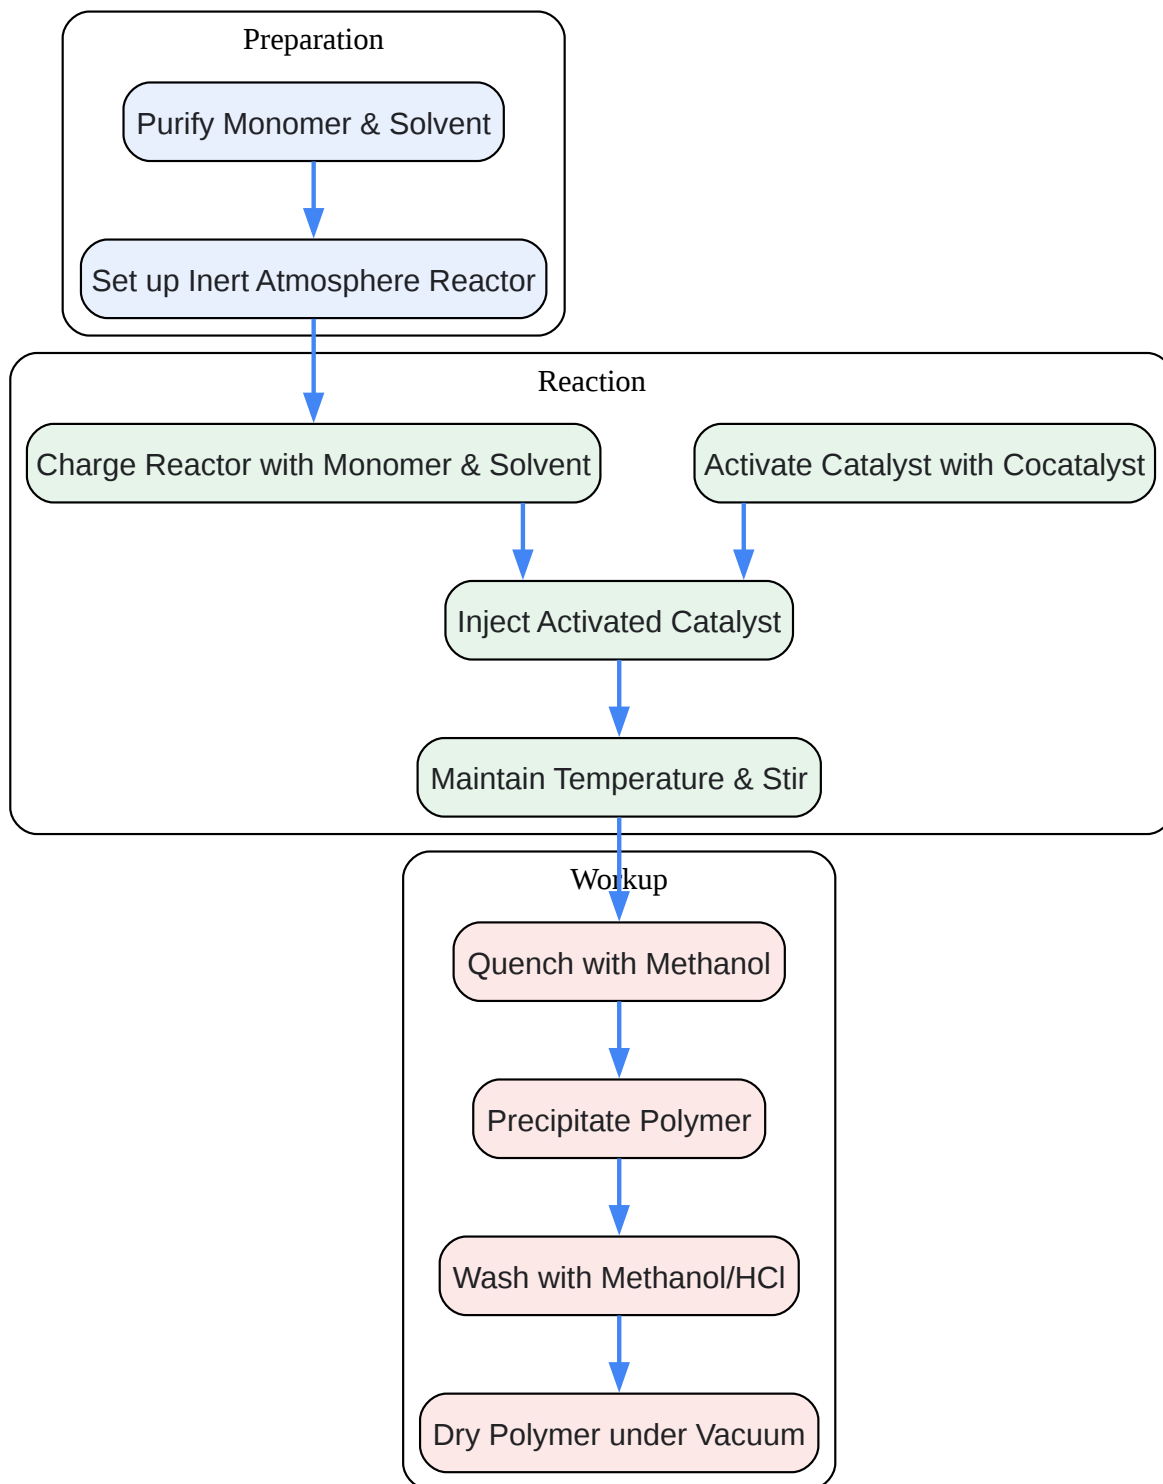 Preparation
Purify Monomer & Solvent
Set up Inert Atmosphere Reactor
Reaction
Charge Reactor with Monomer & Solvent
Activate Catalyst with Cocatalyst
Inject Activated Catalyst
Maintain Temperature & Stir
Workup
Quench with Methanol
Precipitate Polymer
Wash with Methanol/HCl
Dry Polymer under Vacuum